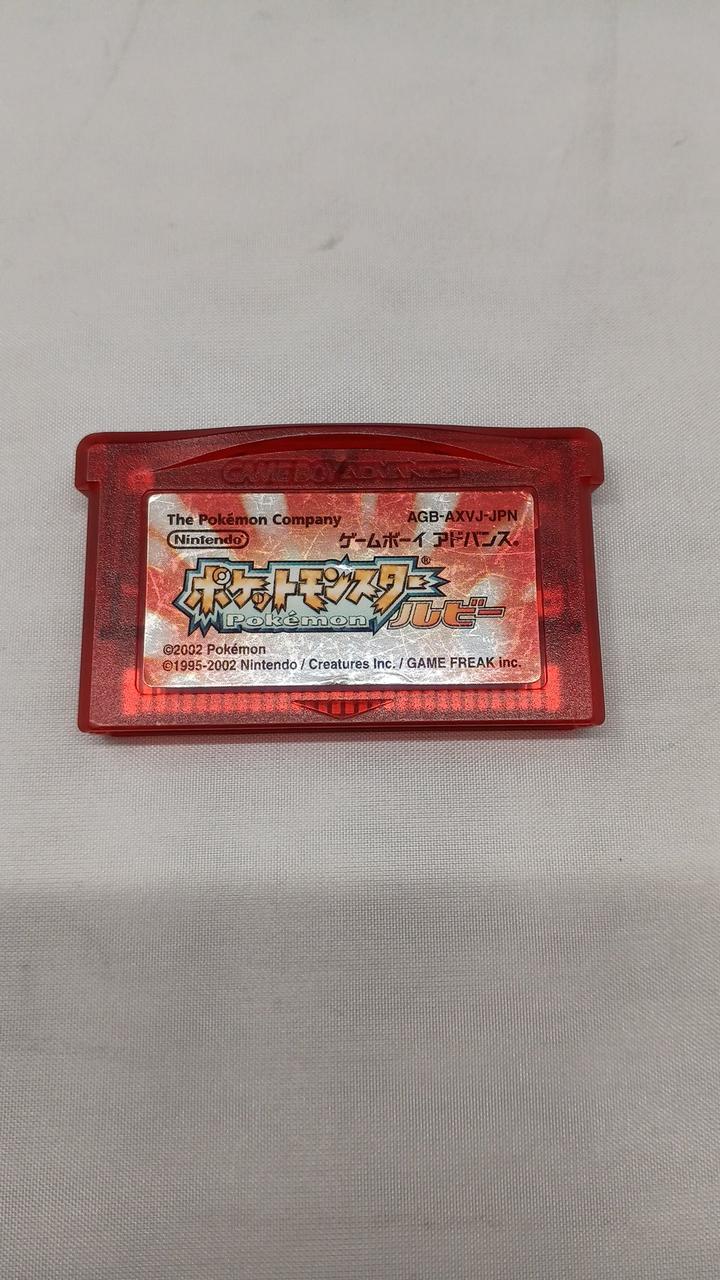 GAME BOY ADVANCE
The Pokémon Company AGB-AXVJ-JPN
Nintendo® ゲームボーイ アドバンス®
ポケットモンスター®
Pokémon ルビー
©2002 Pokémon
©1995-2002 Nintendo / Creatures Inc. / GAME FREAK inc.